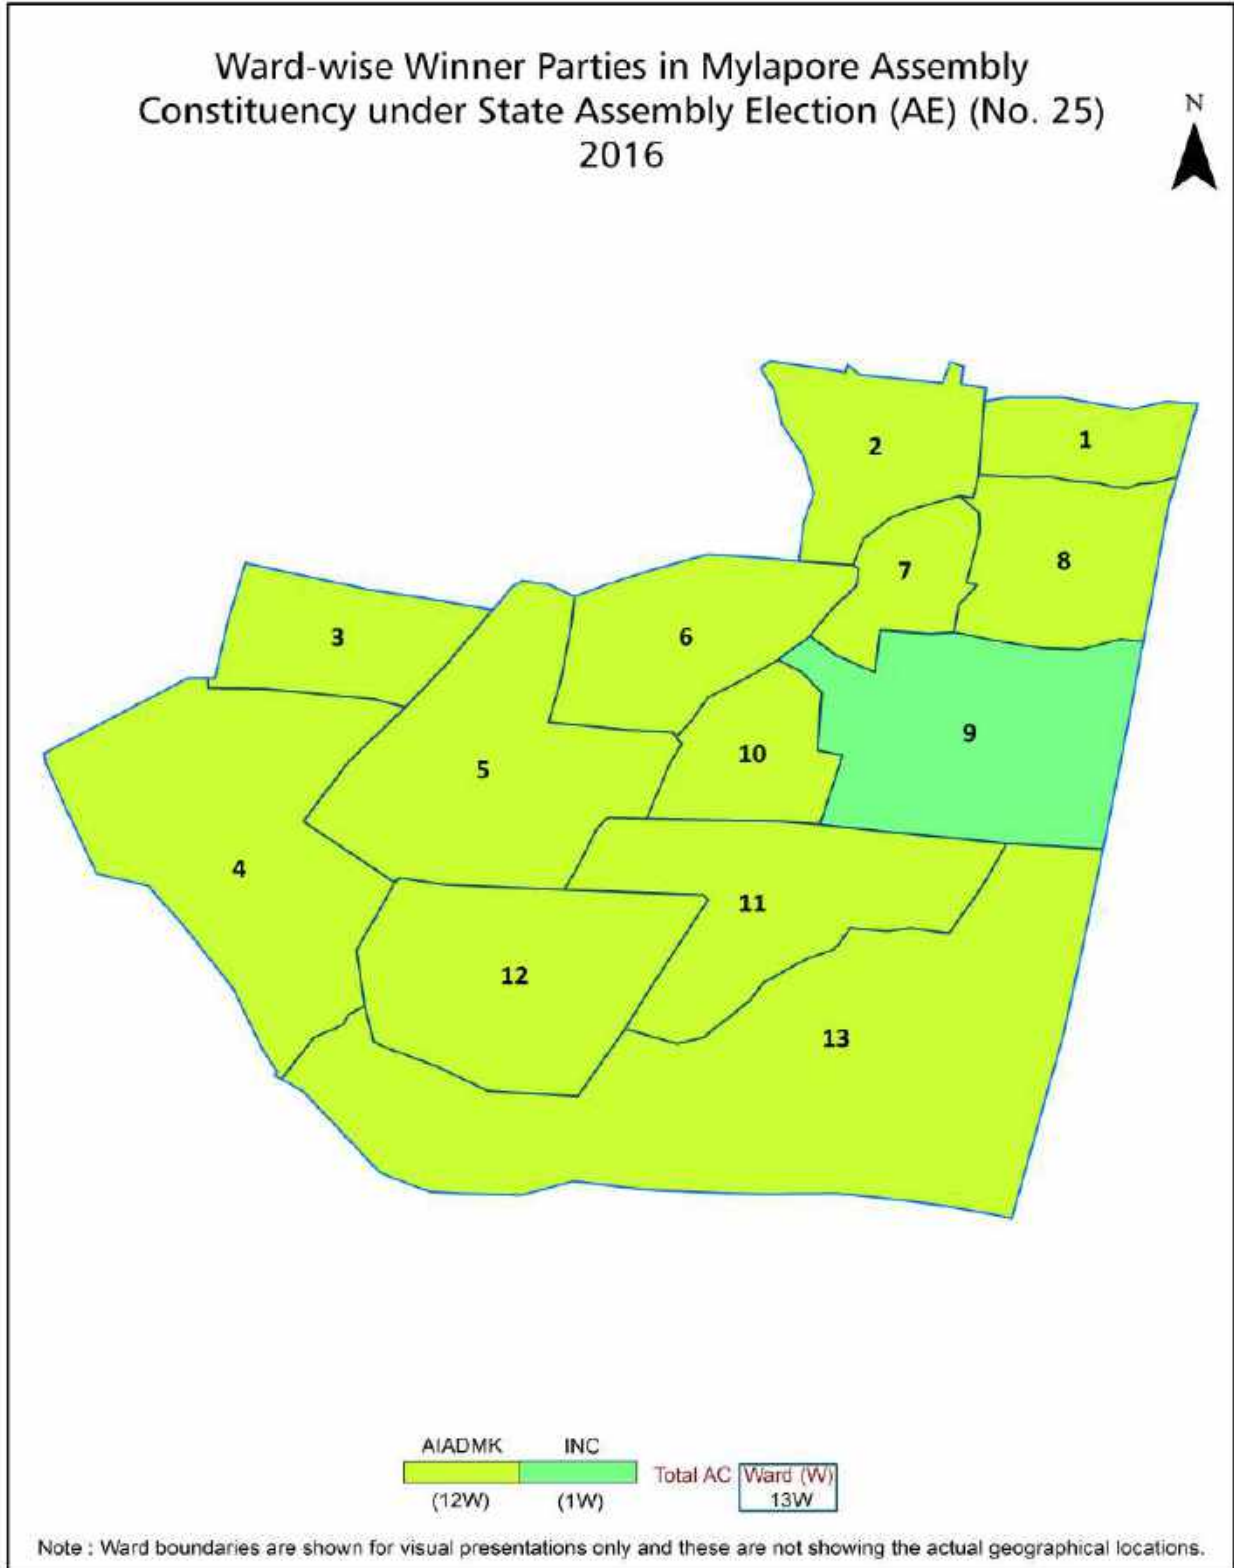 Ward-wise Winner Parties in Mylapore Assembly
Constituency under State Assembly Election (AE) (No. 25)
2016
N
2
1
7
8
3
6
9
10
5
4
11
12
13
AIADMK INC
Total AC Ward (W)
(12W) (1W) 13W
Note : Ward boundaries are shown for visual presentations only and these are not showing the actual geographical locations.